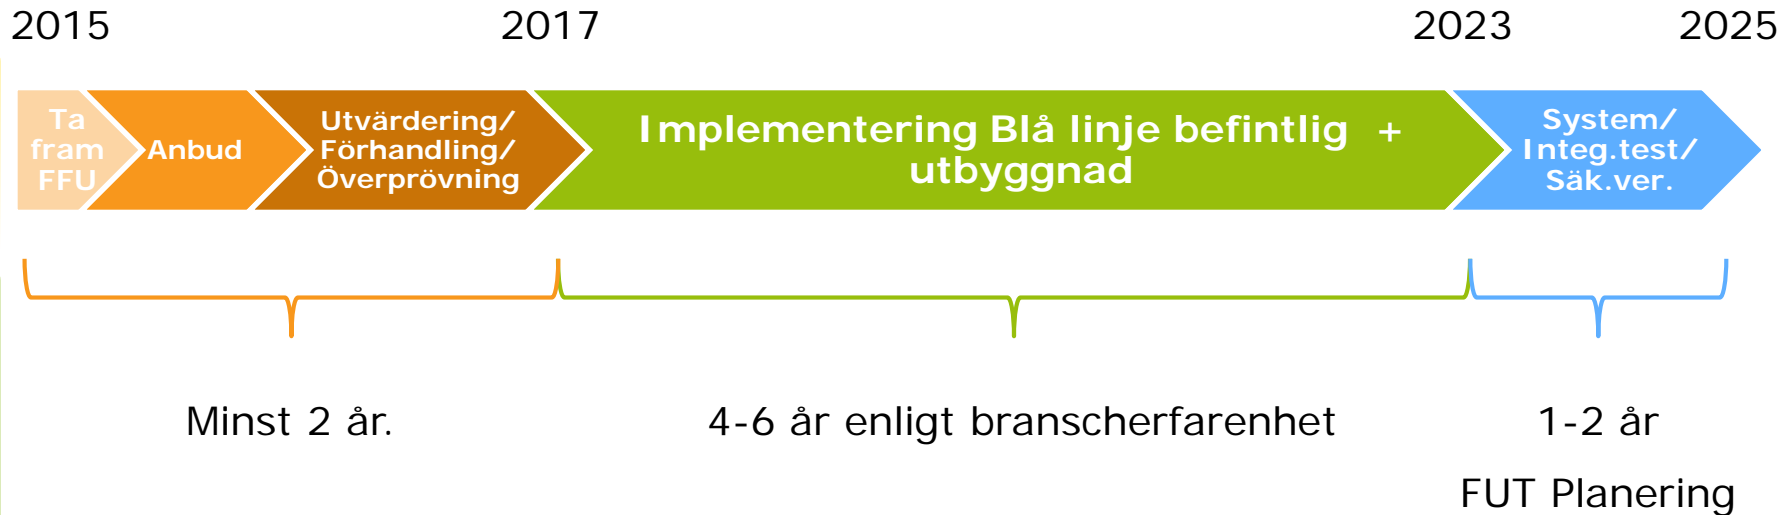 2015 2017 2023 2025
Ta
fram
FFU
Anbud
Utvärdering/
Förhandling/
Överprövning
Implementering Blå linje befintlig +
utbyggnad
System/
Integ.test/
Säk.ver.
Minst 2 år.
4-6 år enligt branscherfarenhet
1-2 år
FUT Planering